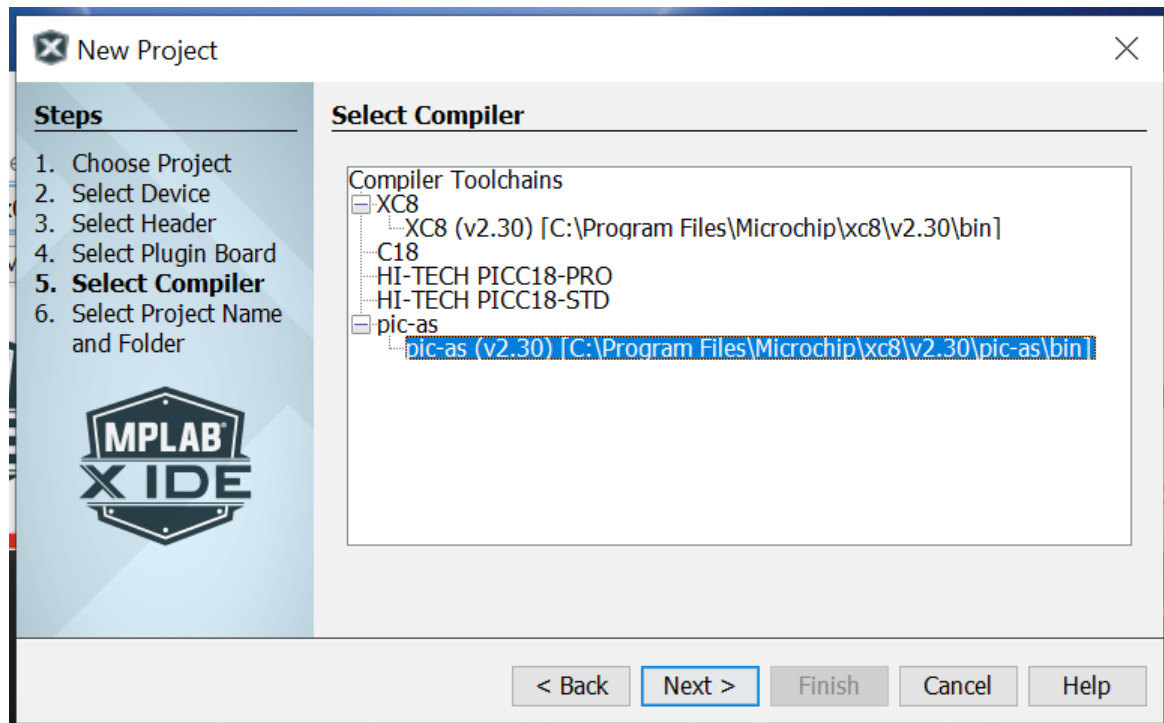 New Project
Steps
1. Choose Project
2. Select Device
3. Select Header
4. Select Plugin Board
5. Select Compiler
6. Select Project Name
and Folder
MPLAB®
X IDE
Select Compiler
Compiler Toolchains
XC8
XC8 (v2.30) [C:\Program Files\Microchip\xc8\v2.30\bin]
C18
HI-TECH PICC18-PRO
HI-TECH PICC18-STD
pic-as
pic-as (v2.30) [C:\Program Files\Microchip\xc8\v2.30\pic-as\bin]
< Back
Next >
Finish
Cancel
Help